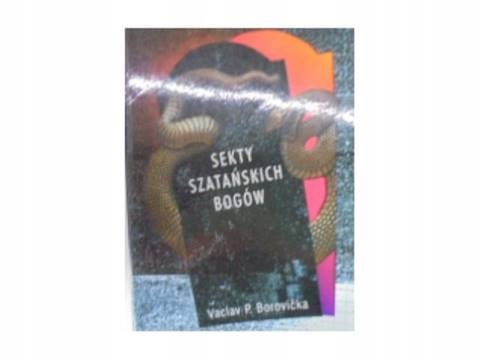 SEKTY
SZATAŃSKICH
BOGÓW
Vaclav P. Borovička